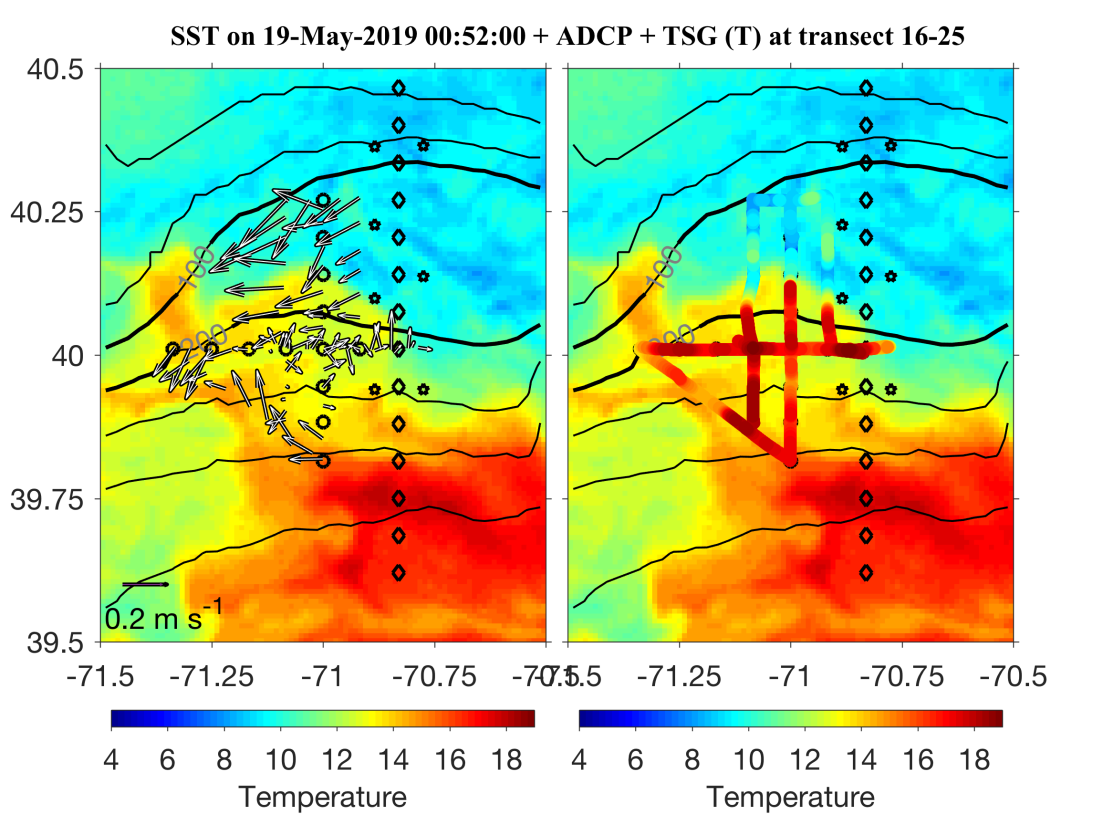 SST on 19-May-2019 00:52:00 + ADCP + TSG (T) at transect 16-25
40.5
40.25
40
39.75
39.5
100
200
0.2 m s-1
100
200
-71.5 -71.25 -71 -70.75 -70.5
-71.5 -71.25 -71 -70.75 -70.5
4 6 8 10 12 14 16 18
4 6 8 10 12 14 16 18
Temperature
Temperature